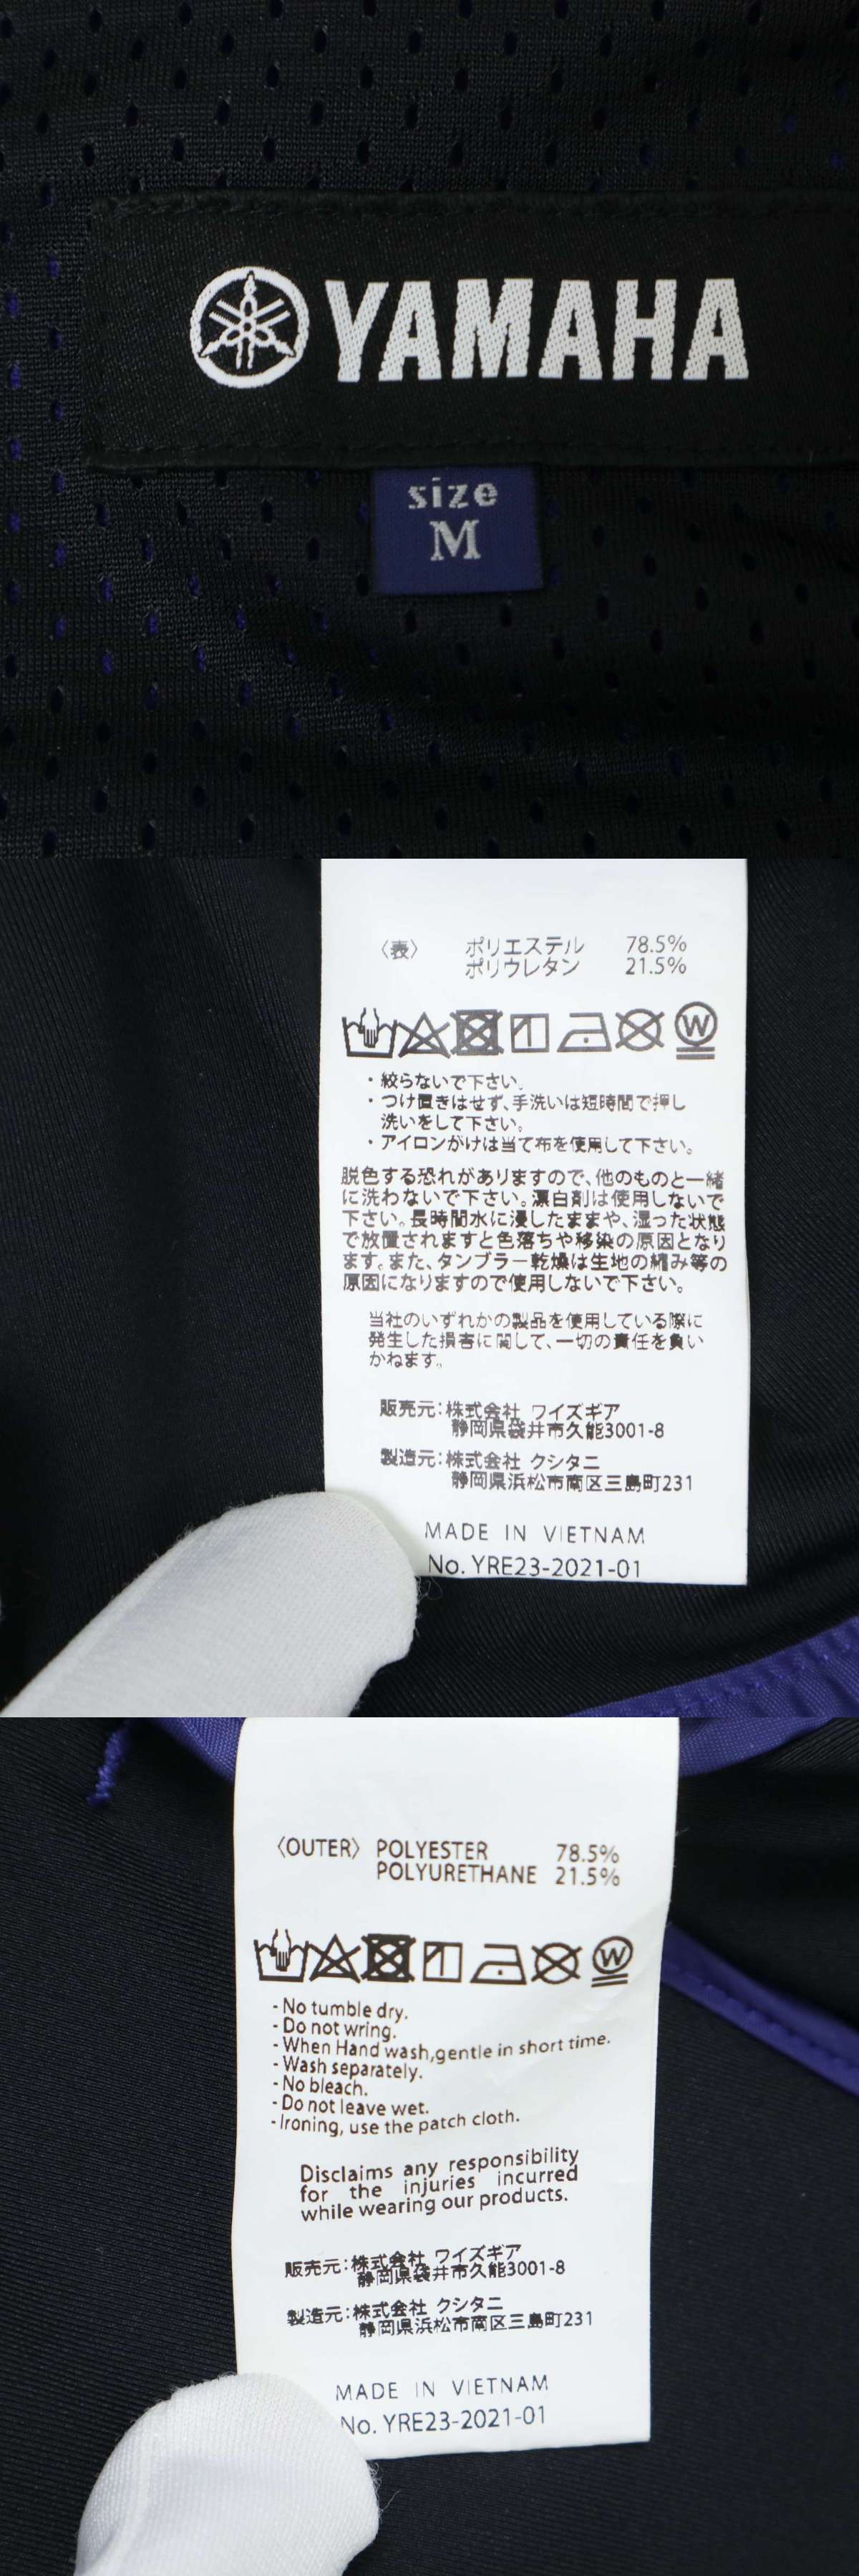 YAMAHA
size
M
〈表〉 ポリエステル 78.5%
ポリウレタン 21.5%
W
・絞らないで下さい。
・つけ置きはせず、手洗いは短時間で押し
洗いをして下さい。
・アイロンがけは当て布を使用して下さい。
脱色する恐れがありますので、他のものと一緒
に洗わないで下さい。漂白剤は使用しないで
下さい。長時間水に浸したままや、湿った状態
で放置されますと色落ちや移染の原因となり
ます。また、タンブラー乾燥は生地の縮み等の
原因になりますので使用しないで下さい。
当社のいずれかの製品を使用している際に
発生した損害に関して、一切の責任を負い
かねます。
販売元:株式会社 ワイズギア
静岡県袋井市久能3001-8
製造元:株式会社 クシタニ
静岡県浜松市南区三島町231
MADE IN VIETNAM
No. YRE23-2021-01
〈OUTER〉 POLYESTER 78.5%
POLYURETHANE 21.5%
W
- No tumble dry.
- Do not wring.
- When Hand wash,gentle in short time.
- Wash separately.
- No bleach.
- Do not leave wet.
- Ironing, use the patch cloth.
Disclaims any responsibility
for the injuries incurred
while wearing our products.
販売元:株式会社 ワイズギア
静岡県袋井市久能3001-8
製造元:株式会社 クシタニ
静岡県浜松市南区三島町231
MADE IN VIETNAM
No. YRE23-2021-01